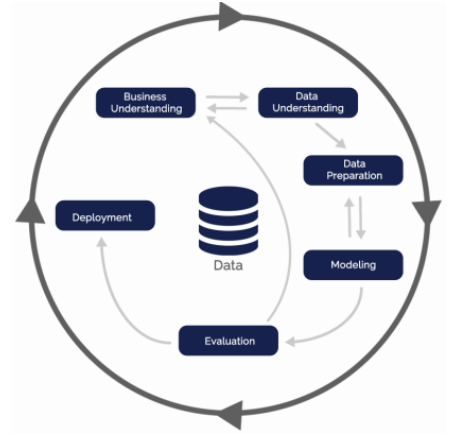 Business
Understanding
Data
Understanding
Data
Preparation
Deployment
Data
Modeling
Evaluation